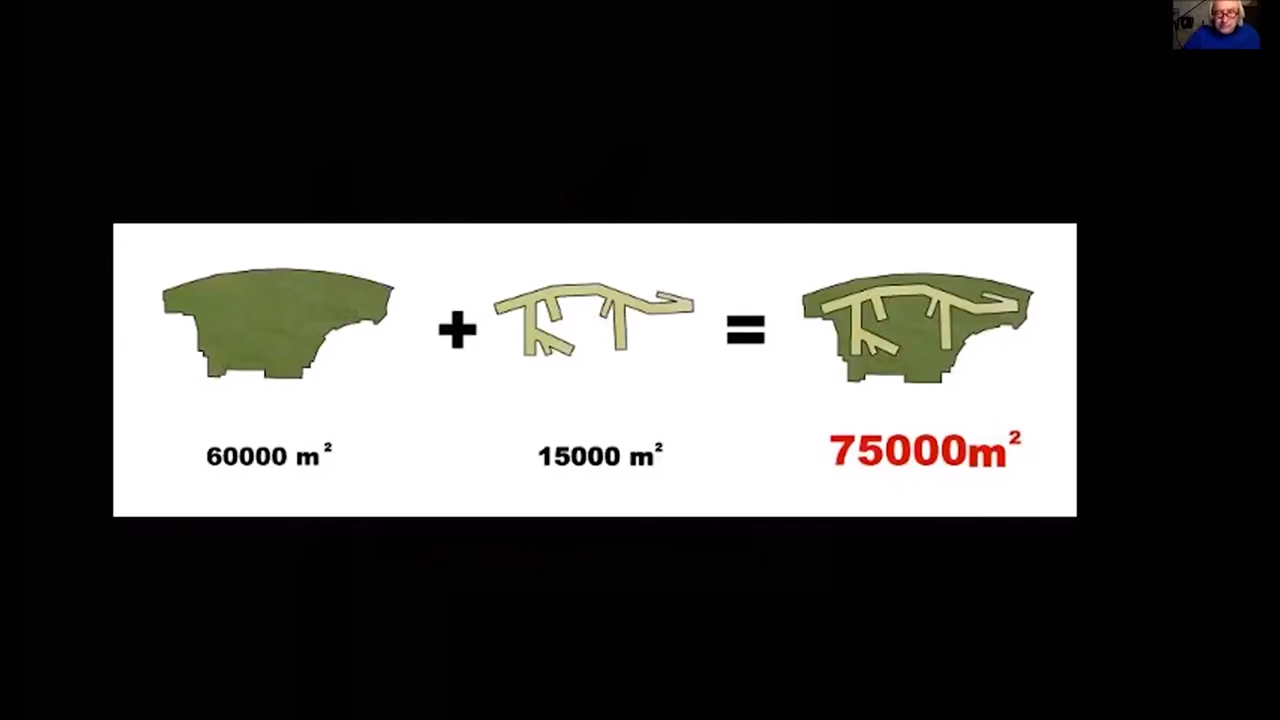 + =
60000 m² 15000 m² 75000m²